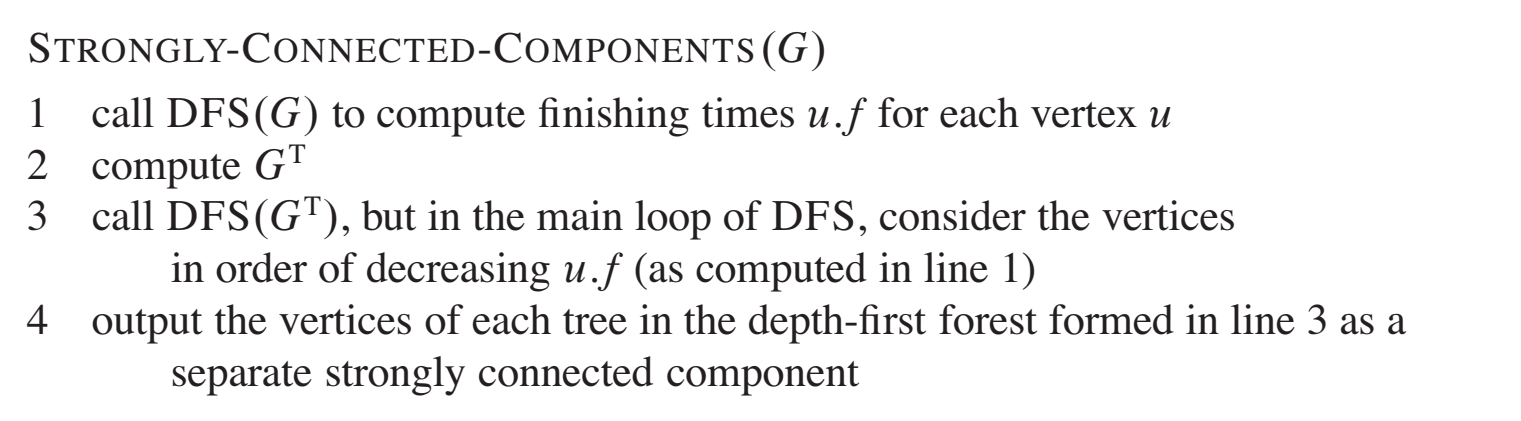 STRONGLY-CONNECTED-COMPONENTS(G)
1 call DFS(G) to compute finishing times u.f for each vertex u
2 compute Gᵀ
3 call DFS(Gᵀ), but in the main loop of DFS, consider the vertices
in order of decreasing u.f (as computed in line 1)
4 output the vertices of each tree in the depth-first forest formed in line 3 as a
separate strongly connected component